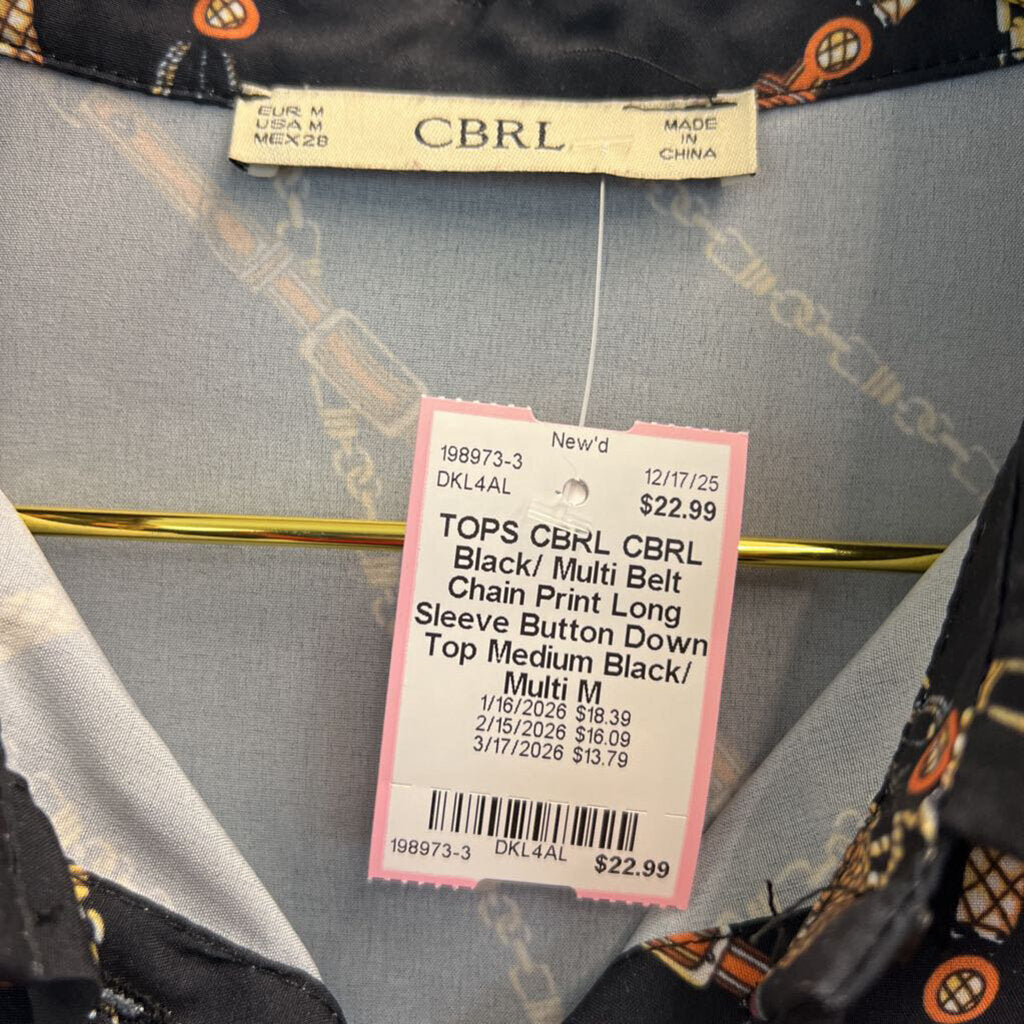 EUR M
USA M
MEX28
CBRL
MADE
IN
CHINA
New'd
198973-3
12/17/25
DKL4AL
$22.99
TOPS CBRL CBRL
Black/ Multi Belt
Chain Print Long
Sleeve Button Down
Top Medium Black/
Multi M
1/16/2026 $18.39
2/15/2026 $16.09
3/17/2026 $13.79
198973-3 DKL4AL $22.99